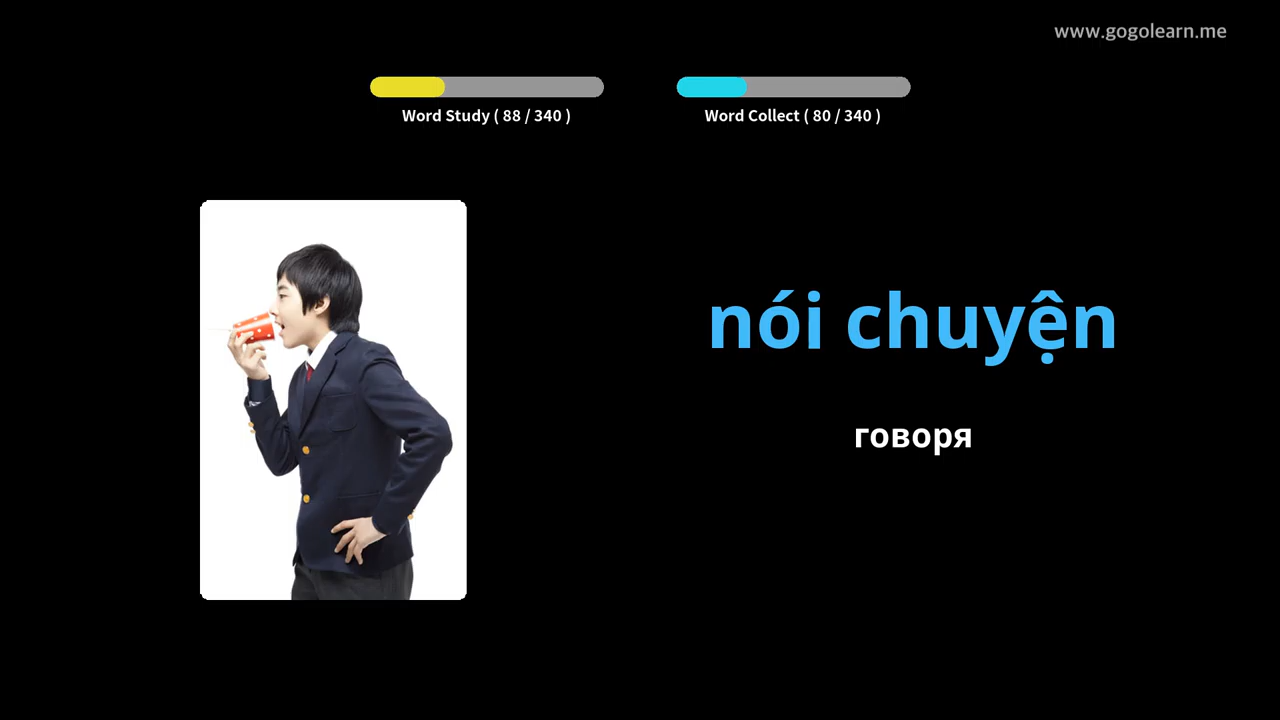 www.gogolearn.me
Word Study ( 88 / 340 )
Word Collect ( 80 / 340 )
nói chuyện
говоря